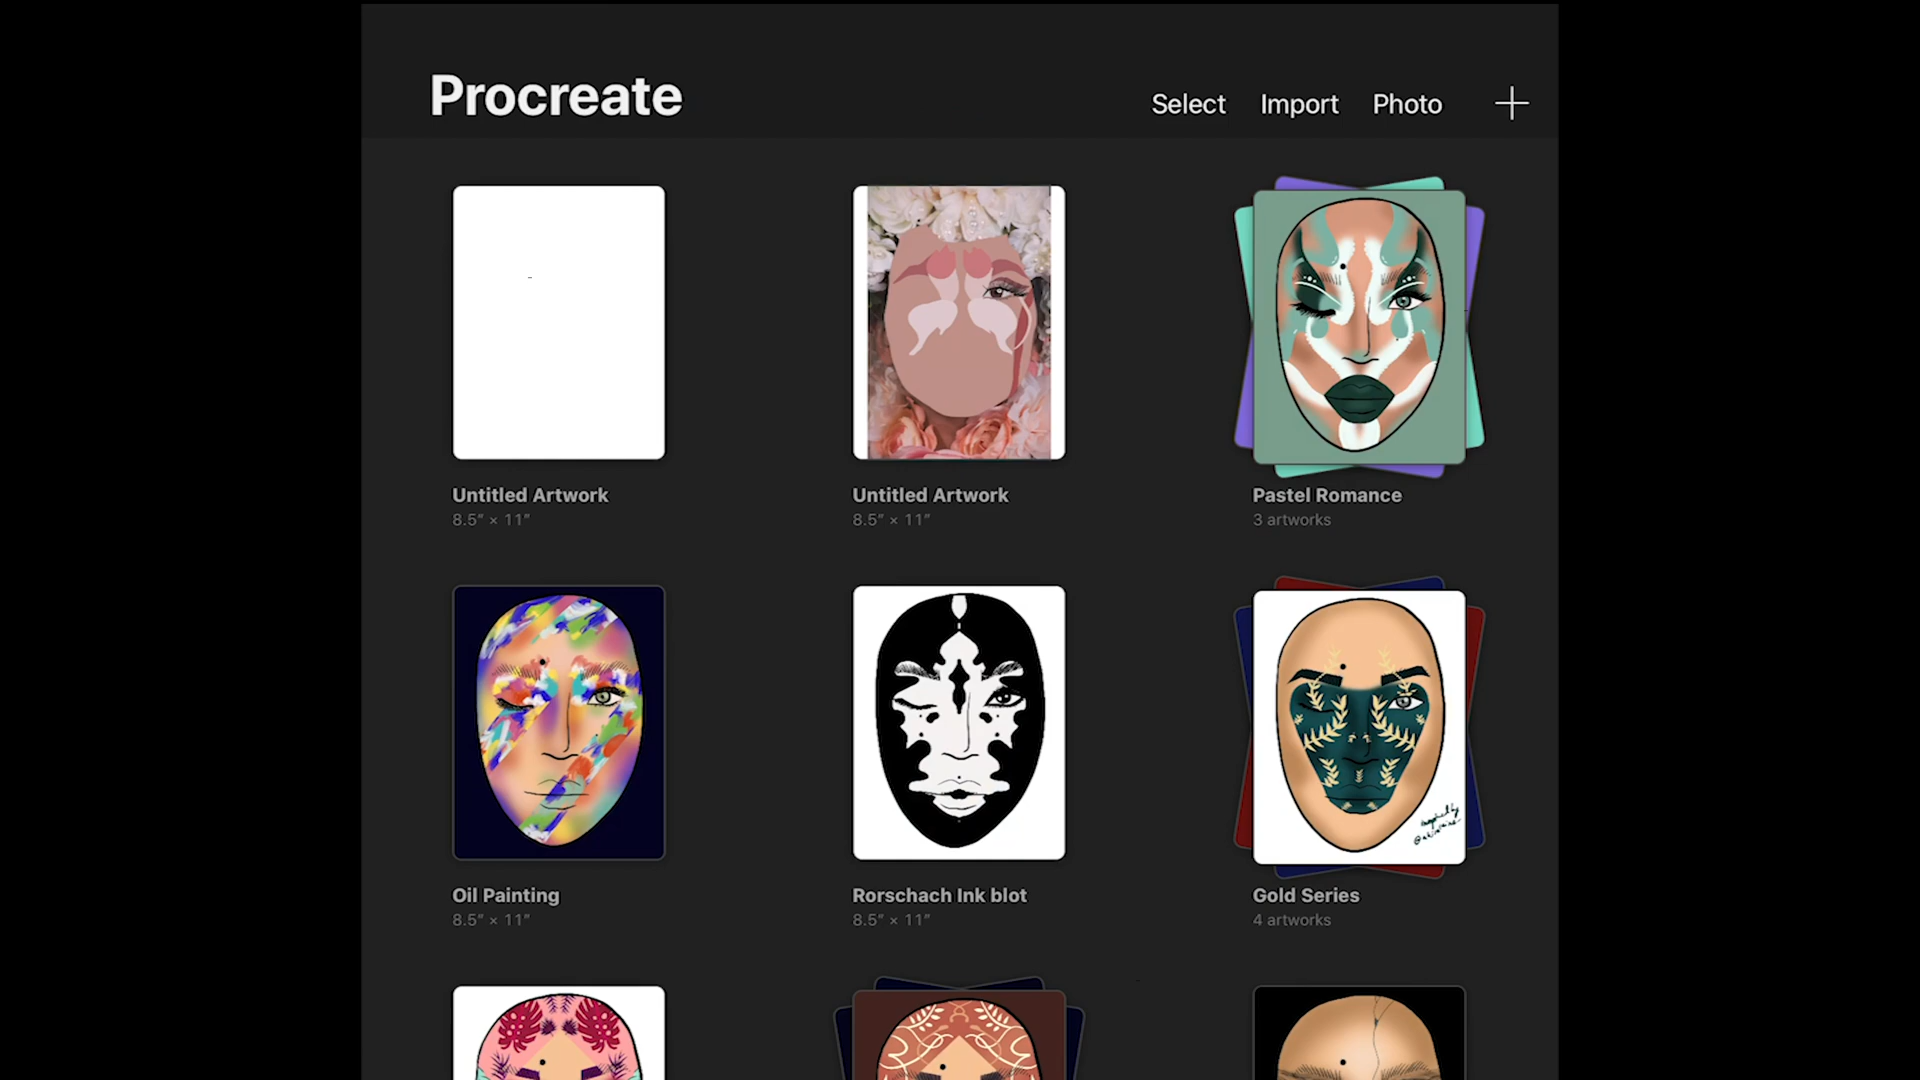 Procreate
Select Import Photo
Untitled Artwork
8.5" × 11"
Untitled Artwork
8.5" × 11"
Pastel Romance
3 artworks
Oil Painting
8.5" × 11"
Rorschach Ink blot
8.5" × 11"
Gold Series
4 artworks